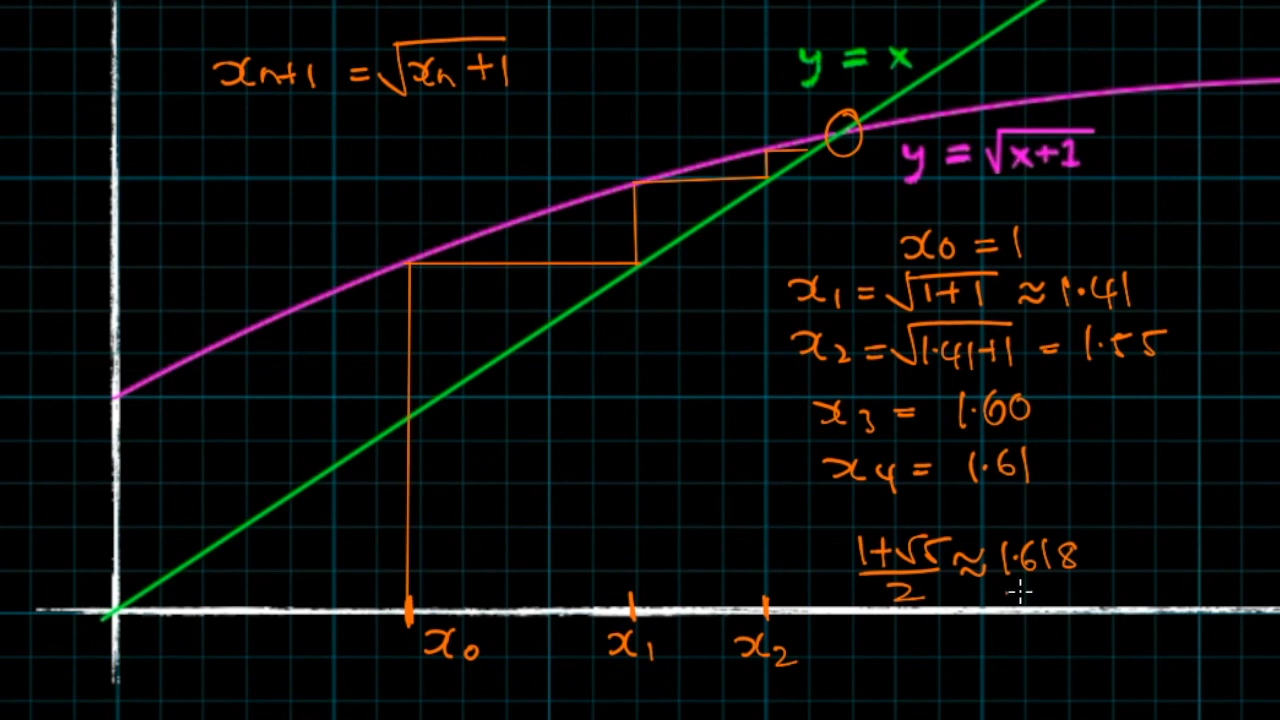 xₙ₊₁ = √(xₙ + 1)
y = x
y = √(x+1)
x₀ = 1
x₁ = √(1+1) ≈ 1.41
x₂ = √(1.41+1) = 1.55
x₃ = 1.60
x₄ = 1.61
(1+√5)/2 ≈ 1.618
x₀ x₁ x₂